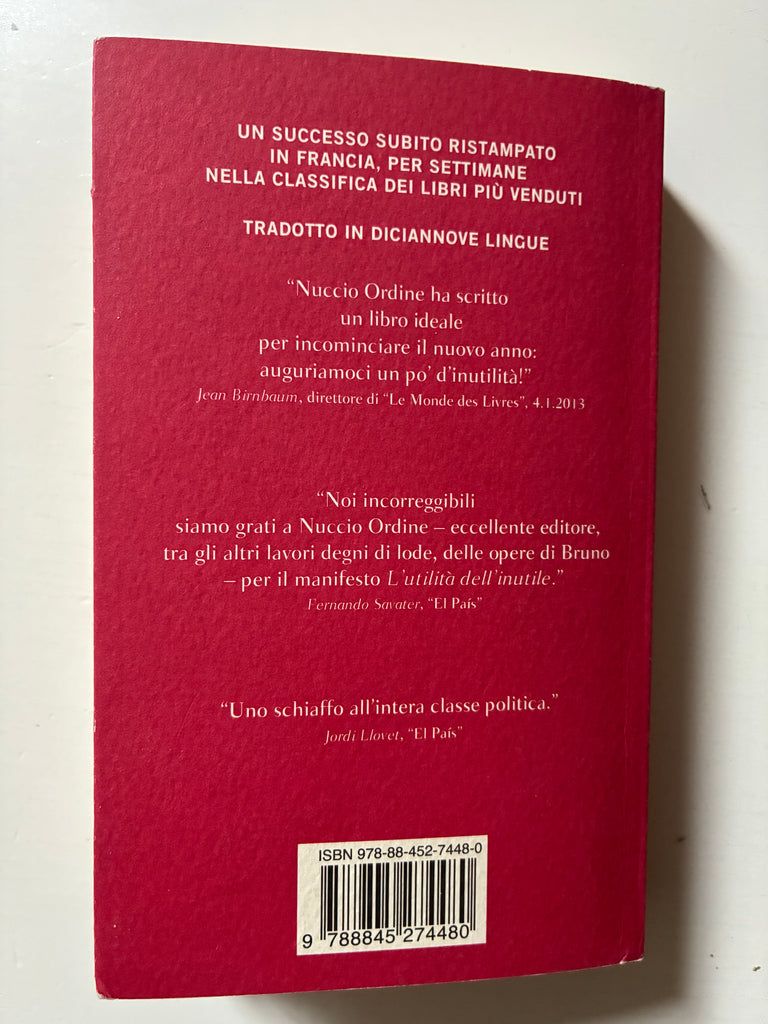 UN SUCCESSO SUBITO RISTAMPATO
IN FRANCIA, PER SETTIMANE
NELLA CLASSIFICA DEI LIBRI PIÙ VENDUTI
TRADOTTO IN DICIANNOVE LINGUE
“Nuccio Ordine ha scritto
un libro ideale
per incominciare il nuovo anno:
auguriamoci un po’ d’inutilità!”
Jean Birnbaum, direttore di “Le Monde des Livres”, 4.1.2013
“Noi incorreggibili
siamo grati a Nuccio Ordine – eccellente editore,
tra gli altri lavori degni di lode, delle opere di Bruno
– per il manifesto L’utilità dell’inutile.”
Fernando Savater, “El País”
“Uno schiaffo all’intera classe politica.”
Jordi Llovet, “El País”
ISBN 978-88-452-7448-0
9 788845 274480